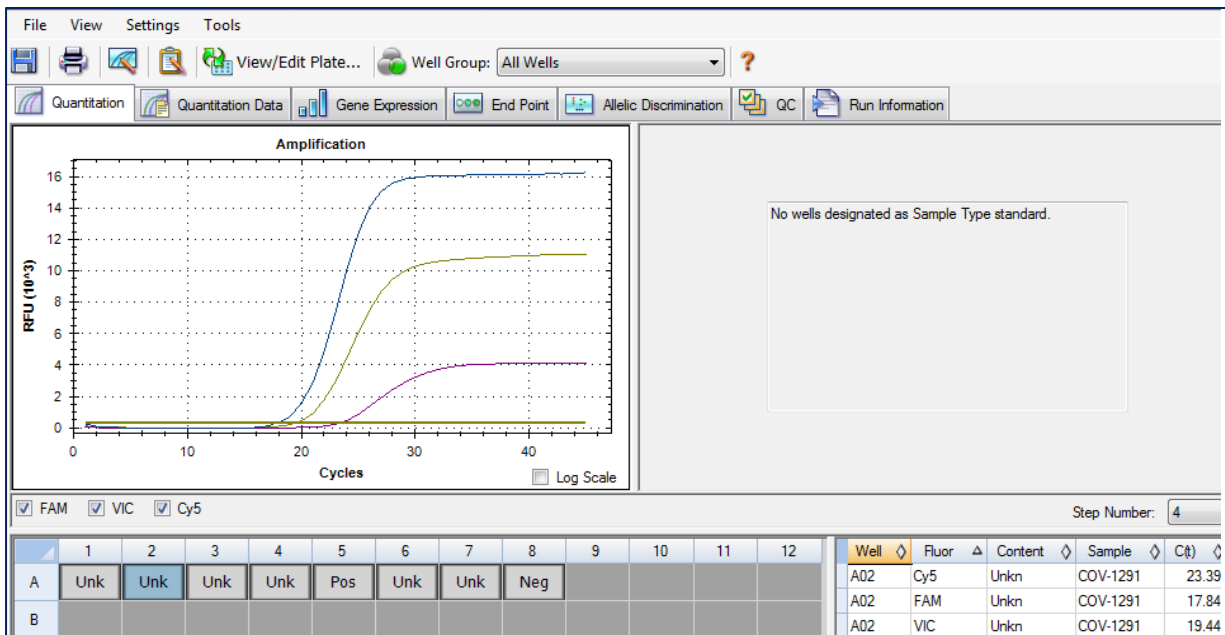 File View Settings Tools
View/Edit Plate... Well Group: All Wells ?
Quantitation Quantitation Data Gene Expression End Point Allelic Discrimination QC Run Information
Amplification
16
14
12
10
8
6
4
2
0
RFU (10^3)
0 10 20 30 40
Cycles
Log Scale
No wells designated as Sample Type standard.
FAM VIC Cy5
Step Number: 4
1 2 3 4 5 6 7 8 9 10 11 12
A Unk Unk Unk Unk Pos Unk Unk Neg
B
Well Fluor Content Sample C(t)
A02 Cy5 Unkn COV-1291 23.39
A02 FAM Unkn COV-1291 17.84
A02 VIC Unkn COV-1291 19.44